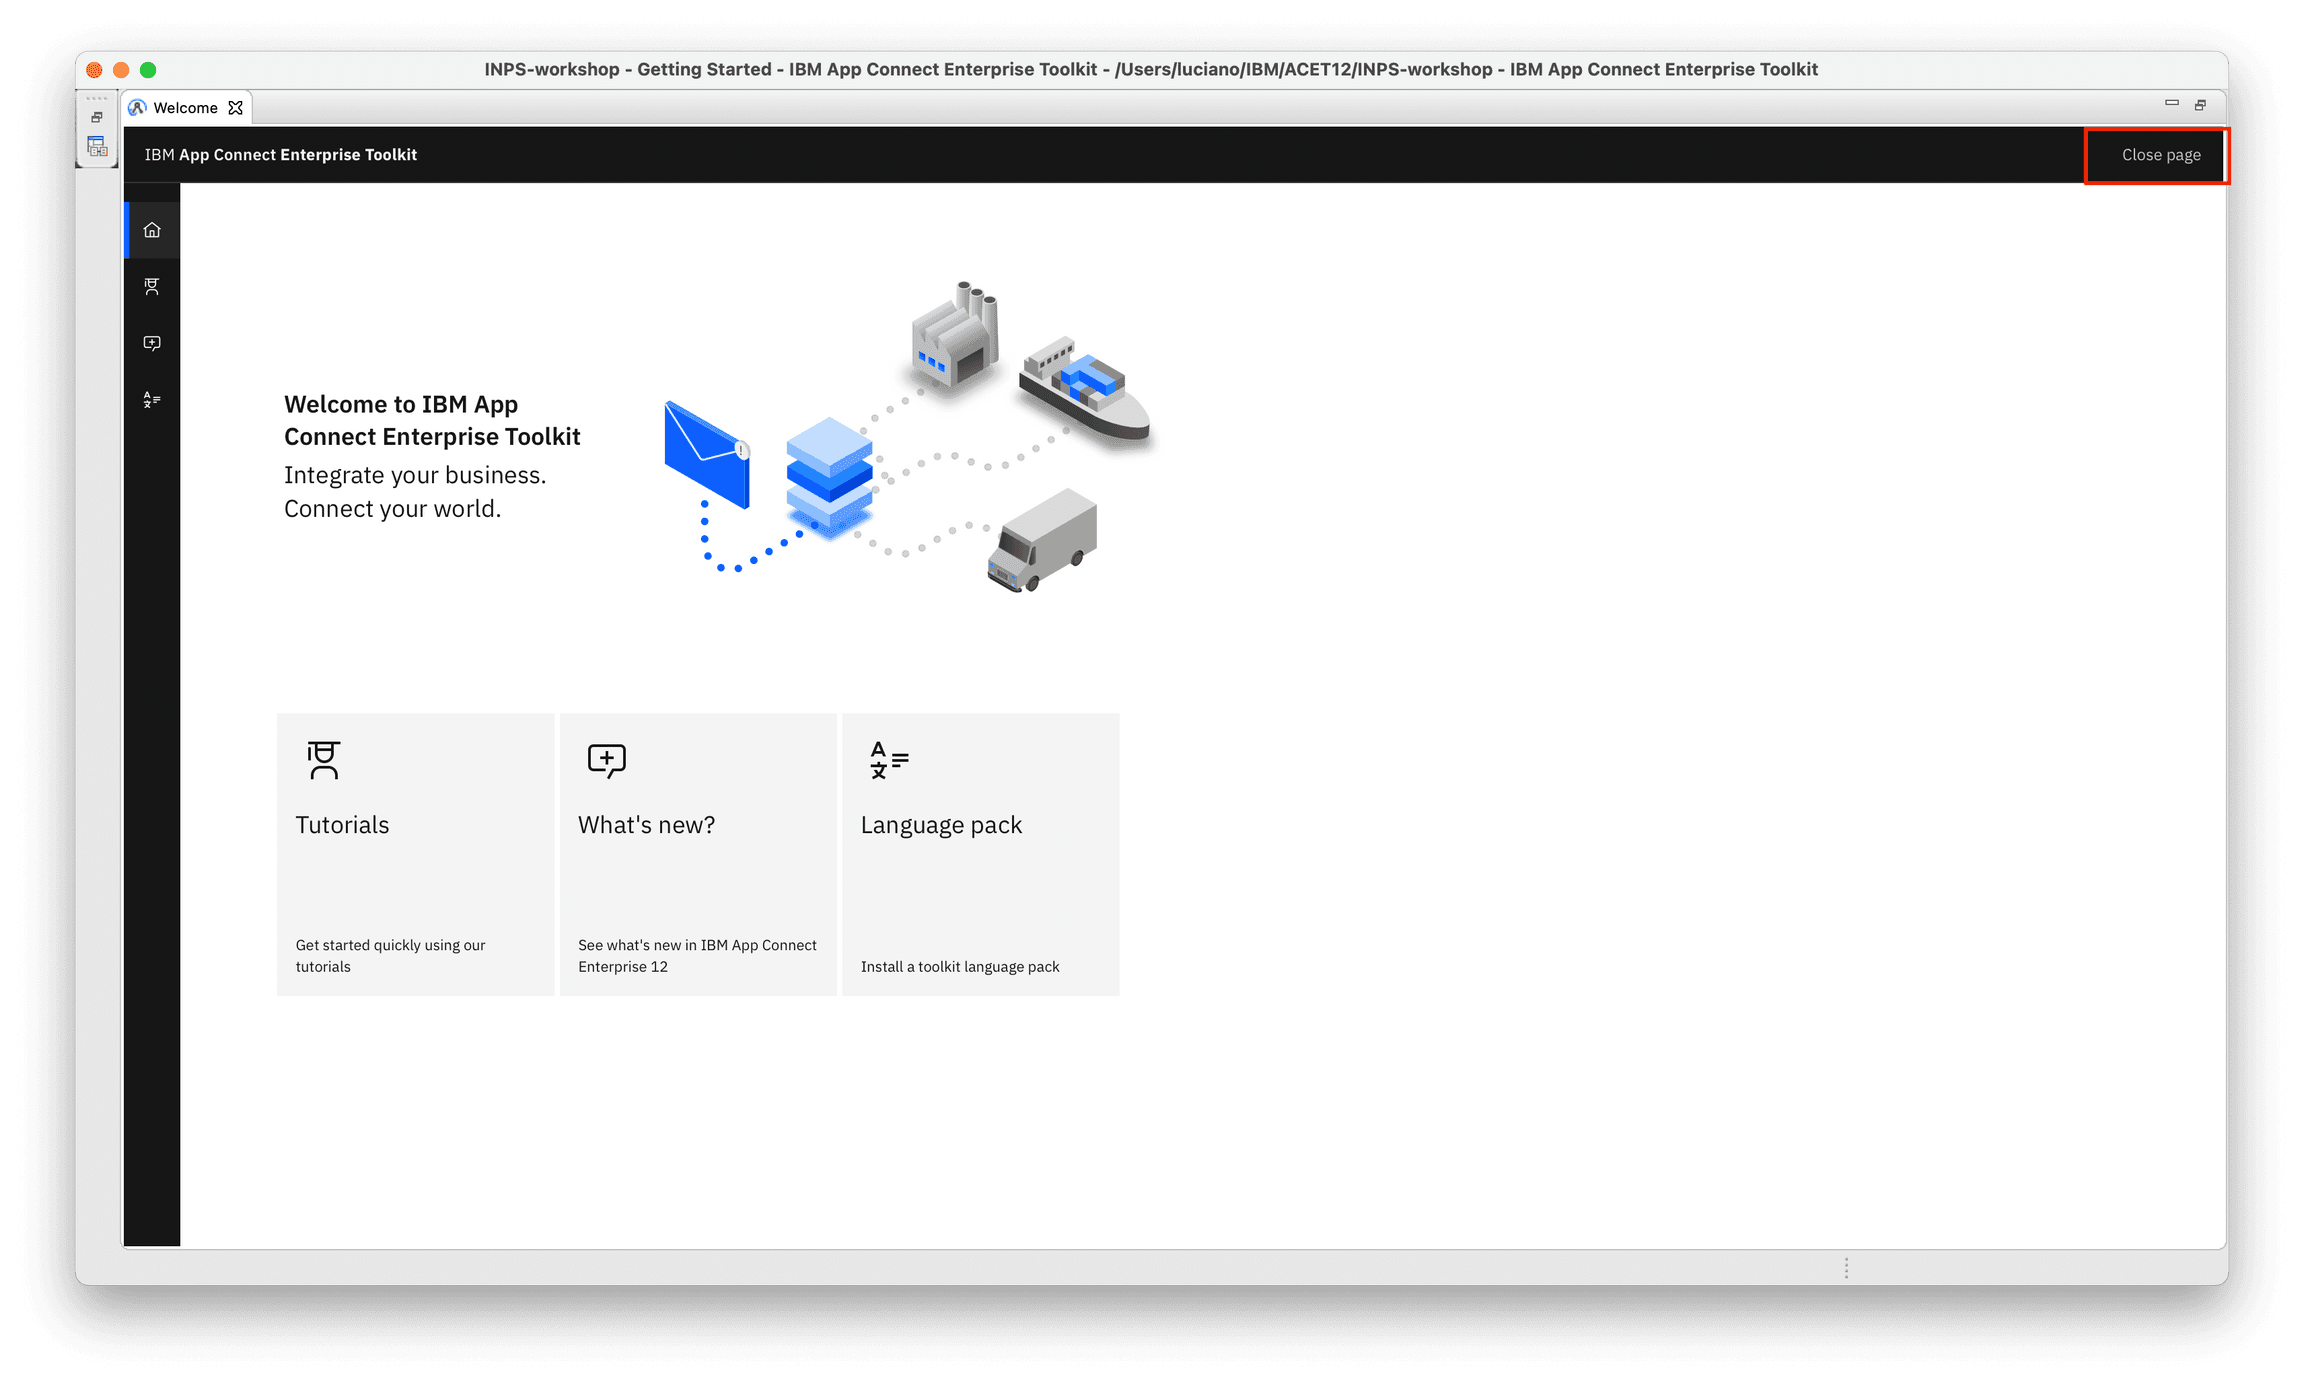 INPS-workshop - Getting Started - IBM App Connect Enterprise Toolkit - /Users/luciano/IBM/ACET12/INPS-workshop - IBM App Connect Enterprise Toolkit
Welcome
IBM App Connect Enterprise Toolkit
Close page
Welcome to IBM App
Connect Enterprise Toolkit
Integrate your business.
Connect your world.
Tutorials
Get started quickly using our
tutorials
What's new?
See what's new in IBM App Connect
Enterprise 12
Language pack
Install a toolkit language pack